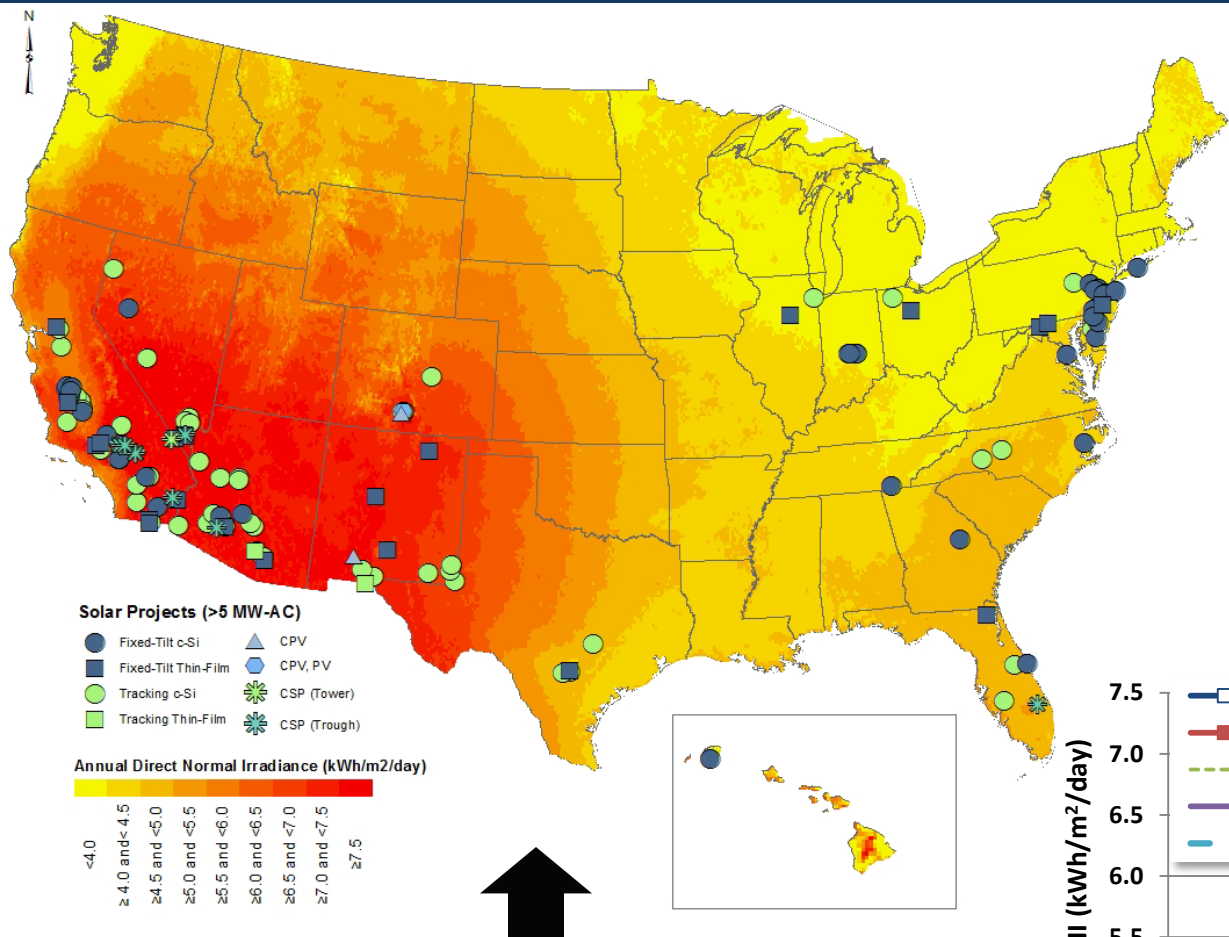 N
Solar Projects (>5 MW-AC)
Fixed-Tilt c-Si
CPV
Fixed-Tilt Thin-Film
CPV, PV
Tracking c-Si
CSP (Tower)
Tracking Thin-Film
CSP (Trough)
Annual Direct Normal Irradiance (kWh/m2/day)
<4.0
≥ 4.0 and< 4.5
≥4.5 and <5.0
≥5.0 and <5.5
≥5.5 and <6.0
≥6.0 and <6.5
≥6.5 and <7.0
≥7.0 and <7.5
≥7.5
7.5
7.0
6.5
6.0
5.5
(kWh/m²/day)